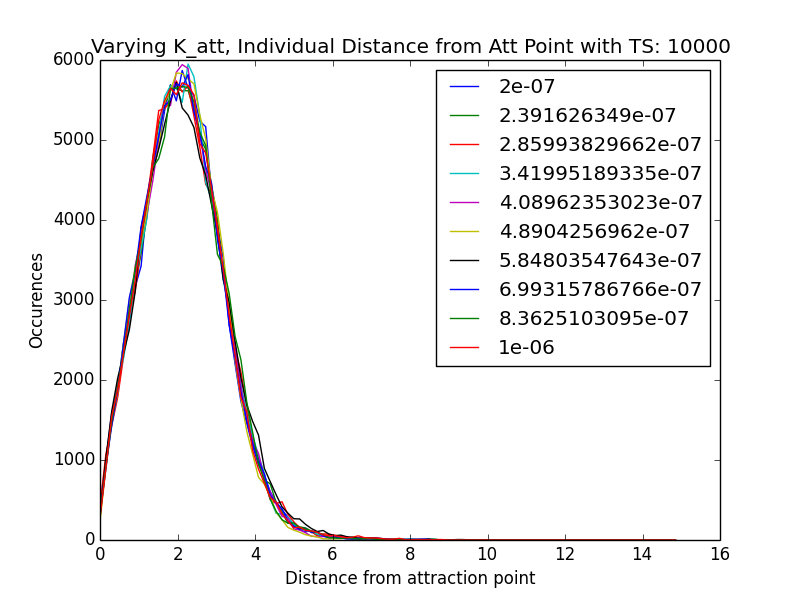 Varying K_att, Individual Distance from Att Point with TS: 10000
6000
5000
4000
3000
2000
1000
0
Occurences
2e-07
2.391626349e-07
2.85993829662e-07
3.41995189335e-07
4.08962353023e-07
4.8904256962e-07
5.84803547643e-07
6.99315786766e-07
8.3625103095e-07
1e-06
0 2 4 6 8 10 12 14 16
Distance from attraction point